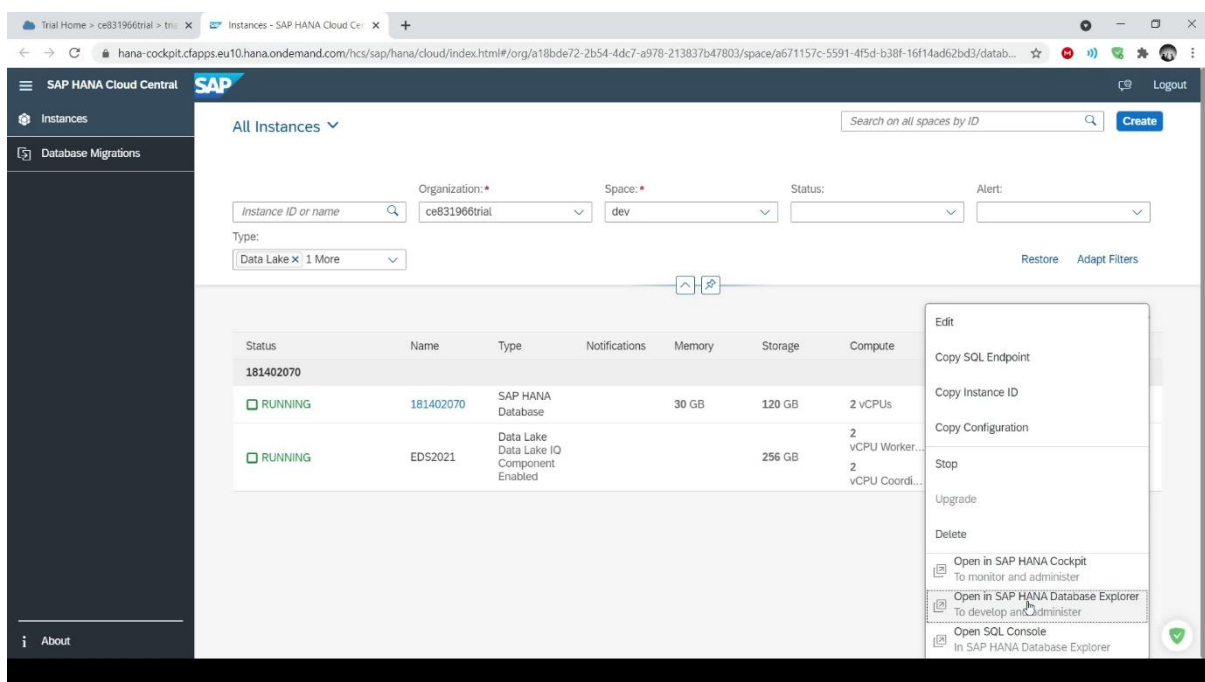 Trial Home > ce831966trial > tria
Instances - SAP HANA Cloud Cen
hana-cockpit.cfapps.eu10.hana.ondemand.com/hcs/sap/hana/cloud/index.html#/org/a18bde72-2b54-4dc7-a978-213837b47803/space/a671157c-5591-4f5d-b38f-16f14ad62bd3/datab...
SAP HANA Cloud Central
SAP
Logout
Instances
Database Migrations
All Instances
Search on all spaces by ID
Create
Organization:*
Space:*
Status:
Alert:
Instance ID or name
ce831966trial
dev
Type:
Data Lake × 1 More
Restore
Adapt Filters
Status
Name
Type
Notifications
Memory
Storage
Compute
181402070
RUNNING
181402070
SAP HANA
Database
30 GB
120 GB
2 vCPUs
RUNNING
EDS2021
Data Lake
Data Lake IQ
Component
Enabled
256 GB
2
vCPU Worker...
2
vCPU Coordi...
Edit
Copy SQL Endpoint
Copy Instance ID
Copy Configuration
Stop
Upgrade
Delete
Open in SAP HANA Cockpit
To monitor and administer
Open in SAP HANA Database Explorer
To develop and administer
Open SQL Console
In SAP HANA Database Explorer
About